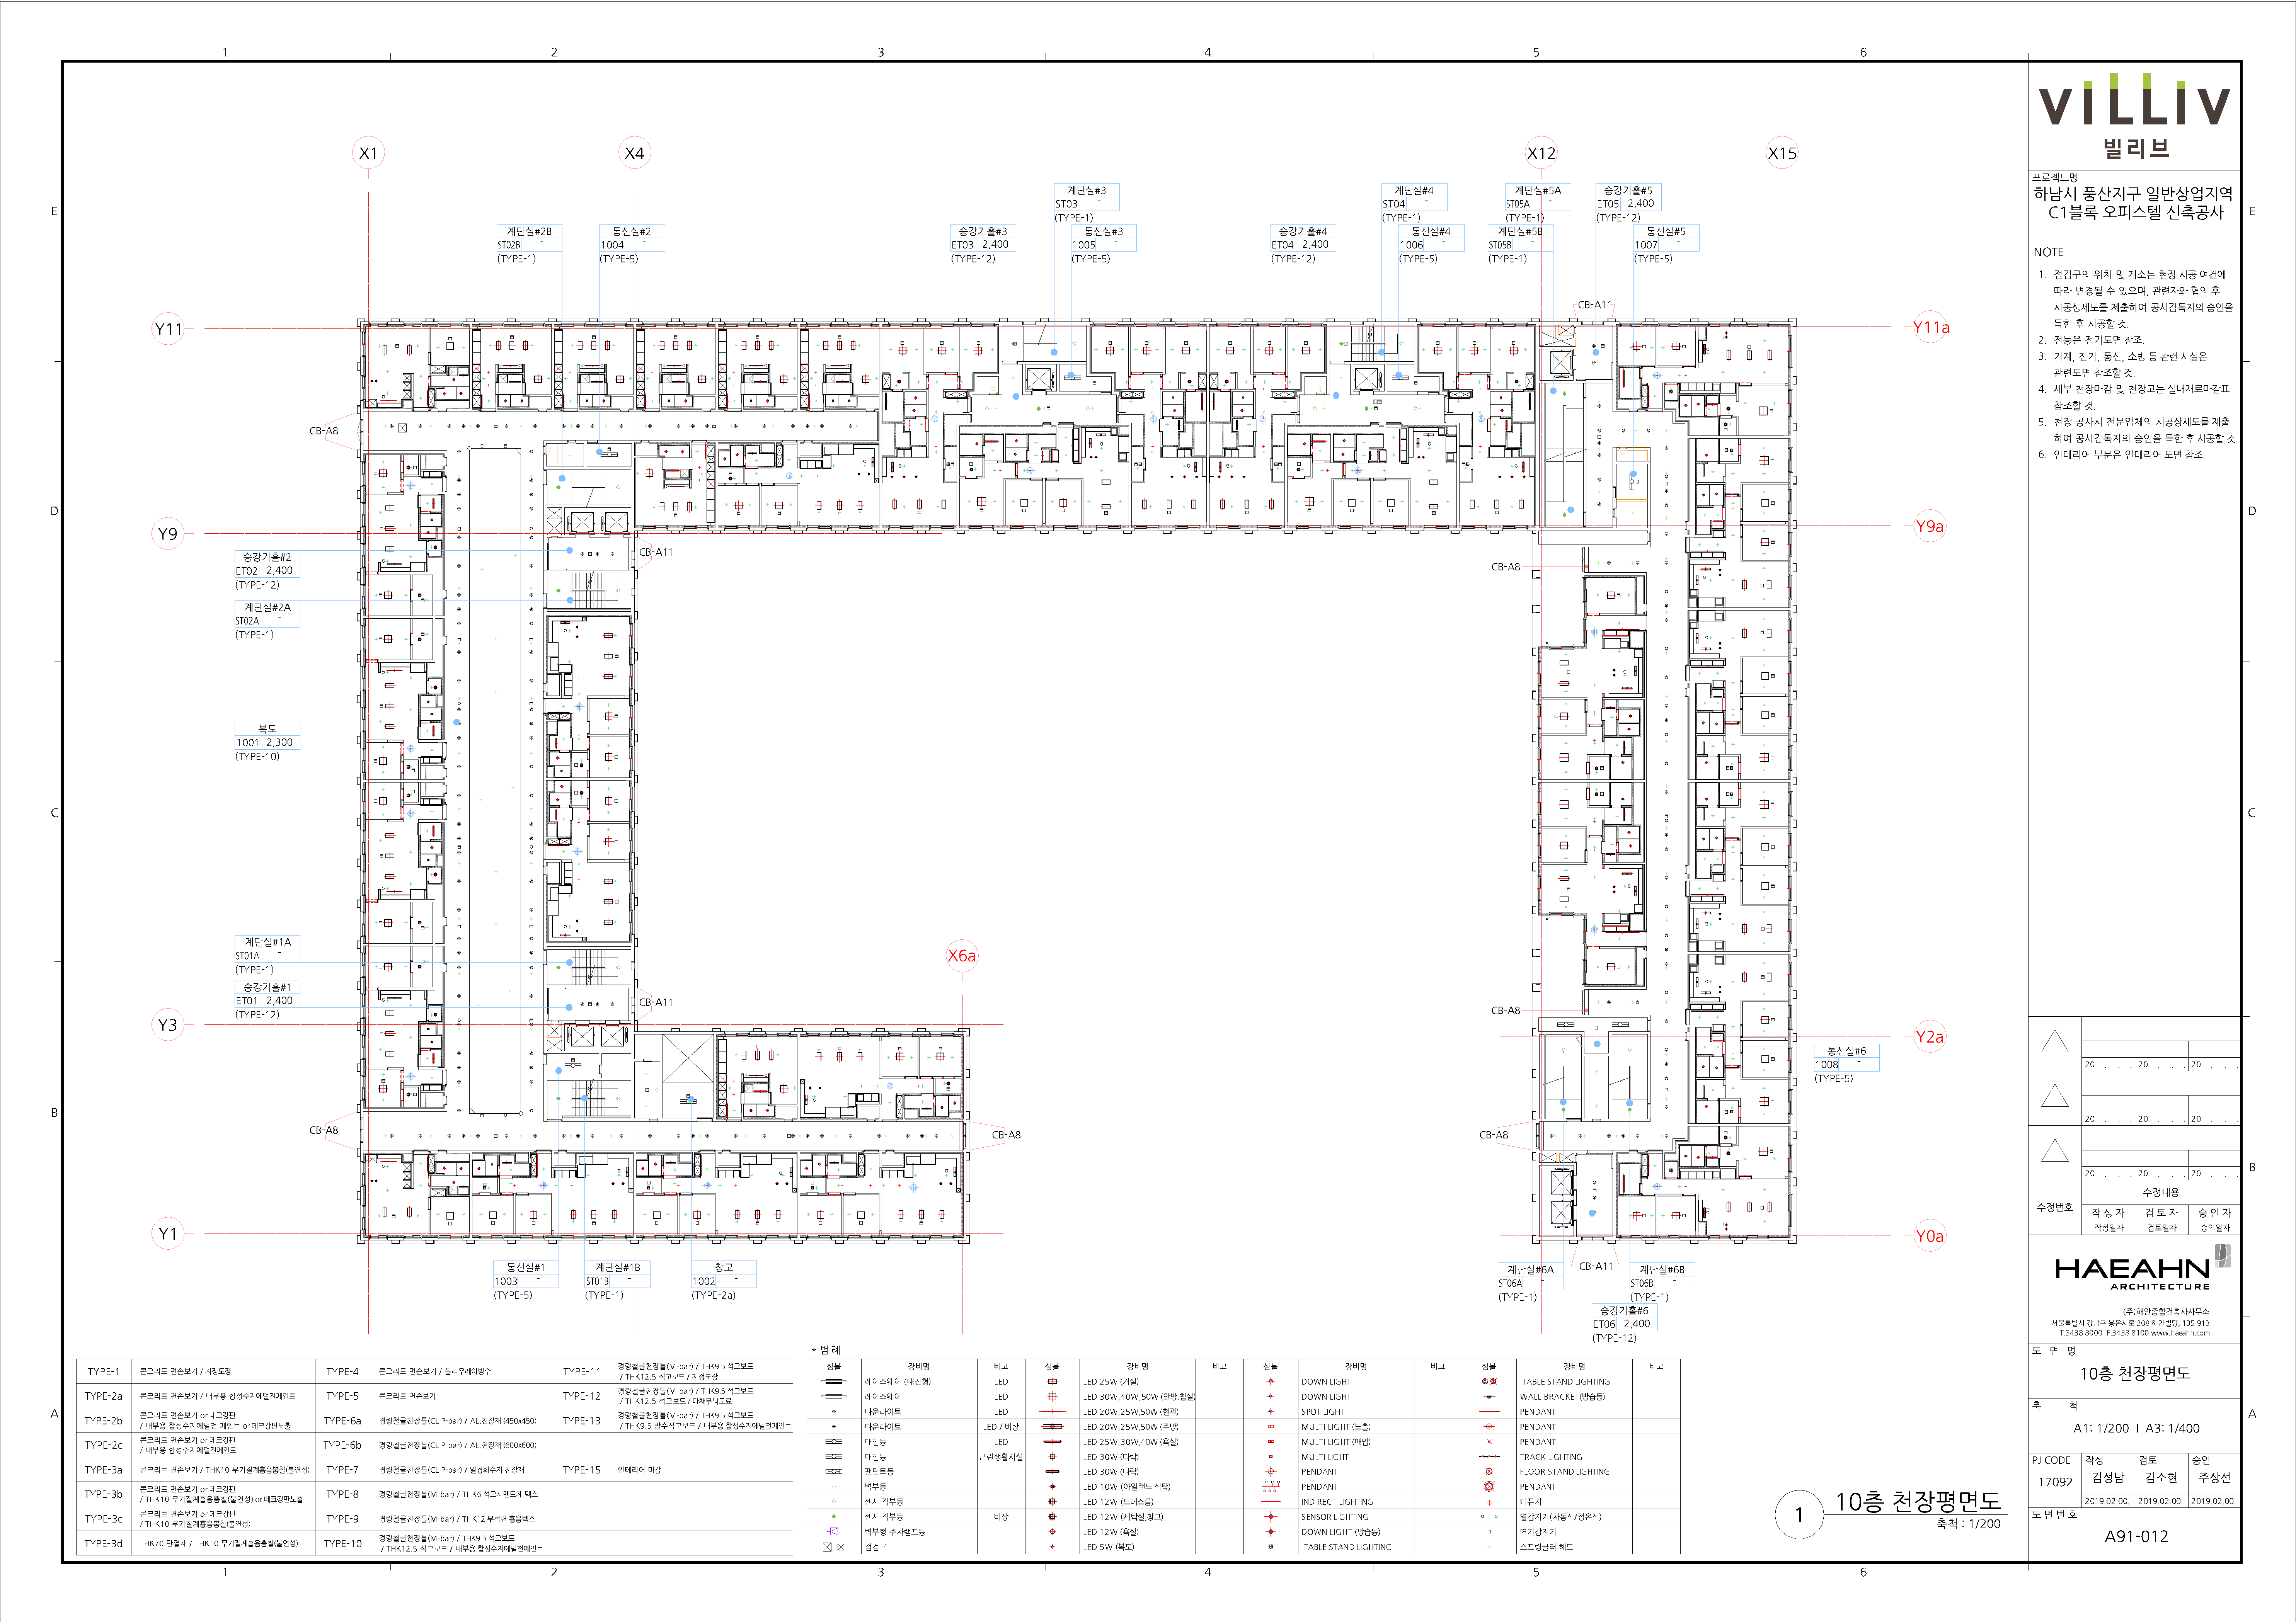 1 2 3 4 5 6
E
D
C
B
A
X1 X4 X12 X15
계단실#3
ST03 -
(TYPE-1)
계단실#4
ST04 -
(TYPE-1)
계단실#5A
ST05A -
(TYPE-1)
승강기홀#5
ET05 2,400
(TYPE-12)
계단실#2B
ST02B -
(TYPE-1)
통신실#2
1004 -
(TYPE-5)
승강기홀#3
ET03 2,400
(TYPE-12)
통신실#3
1005 -
(TYPE-5)
승강기홀#4
ET04 2,400
(TYPE-12)
통신실#4
1006 -
(TYPE-5)
계단실#5B
ST05B -
(TYPE-1)
통신실#5
1007 -
(TYPE-5)
CB-A11
Y11 Y11a
CB-A8
Y9 Y9a
승강기홀#2
ET02 2,400
(TYPE-12)
CB-A11
CB-A8
계단실#2A
ST02A -
(TYPE-1)
복도
1001 2,300
(TYPE-10)
계단실#1A
ST01A -
(TYPE-1)
X6a
승강기홀#1
ET01 2,400
(TYPE-12)
CB-A11
CB-A8
Y3 Y2a
통신실#6
1008 -
(TYPE-5)
CB-A8
CB-A8
CB-A8
Y1 Y0a
통신실#1
1003 -
(TYPE-5)
계단실#1B
ST01B -
(TYPE-1)
창고
1002 -
(TYPE-2a)
계단실#6A
ST06A -
(TYPE-1)
CB-A11
계단실#6B
ST06B -
(TYPE-1)
승강기홀#6
ET06 2,400
(TYPE-12)
TYPE-1 콘크리트 면손보기 / 지정도장
TYPE-2a 콘크리트 면손보기 / 내부용 합성수지에멀젼페인트
TYPE-2b 콘크리트 면손보기 or 데크강판
/ 내부용 합성수지에멀젼 페인트 or 데크강판노출
TYPE-2c 콘크리트 면손보기 or 데크강판
/ 내부용 합성수지에멀젼페인트
TYPE-3a 콘크리트 면손보기 / THK10 무기질계흡음뿜칠(불연성)
TYPE-3b 콘크리트 면손보기 or 데크강판
/ THK10 무기질계흡음뿜칠(불연성) or 데크강판노출
TYPE-3c 콘크리트 면손보기 or 데크강판
/ THK10 무기질계흡음뿜칠(불연성)
TYPE-3d THK70 단열재 / THK10 무기질계흡음뿜칠(불연성)
TYPE-4 콘크리트 면손보기 / 폴리우레아방수
TYPE-5 콘크리트 면손보기
TYPE-6a 경량철골천장틀(CLIP-bar) / AL.천정재 (450x450)
TYPE-6b 경량철골천장틀(CLIP-bar) / AL.천정재 (600x600)
TYPE-7 경량철골천장틀(CLIP-bar) / 열경화수지 천장재
TYPE-8 경량철골천장틀(M-bar) / THK6 석고시멘트계 텍스
TYPE-9 경량철골천장틀(M-bar) / THK12 무석면 흡음텍스
TYPE-10 경량철골천장틀(M-bar) / THK9.5 석고보드
/ THK12.5 석고보드 / 내부용 합성수지에멀젼페인트
TYPE-11 경량철골천장틀(M-bar) / THK9.5 석고보드
/ THK12.5 석고보드 / 지정도장
TYPE-12 경량철골천장틀(M-bar) / THK9.5 석고보드
/ THK12.5 석고보드 / 다채무늬도료
TYPE-13 경량철골천장틀(M-bar) / THK9.5 석고보드
/ THK9.5 방수석고보드 / 내부용 합성수지에멀젼페인트
TYPE-15 인테리어 마감
* 범 례
심볼 장비명 비고 심볼 장비명 비고 심볼 장비명 비고 심볼 장비명 비고
레이스웨이 (내진형) LED
레이스웨이 LED
다운라이트 LED
다운라이트 LED / 비상
매입등 LED
매입등 근린생활시설
팬던트등
벽부등
센서 직부등
센서 직부등 비상
벽부형 주차램프등
점검구
LED 25W (거실)
LED 30W,40W,50W (안방,침실)
LED 20W,25W,50W (현관)
LED 20W,25W,50W (주방)
LED 25W,30W,40W (욕실)
LED 30W (다락)
LED 30W (다락)
LED 10W (아일랜드 식탁)
LED 12W (드레스룸)
LED 12W (세탁실,창고)
LED 12W (욕실)
LED 5W (복도)
DOWN LIGHT
DOWN LIGHT
SPOT LIGHT
MULTI LIGHT (노출)
MULTI LIGHT (매입)
MULTI LIGHT
PENDANT
PENDANT
INDIRECT LIGHTING
SENSOR LIGHTING
DOWN LIGHT (방습등)
TABLE STAND LIGHTING
TABLE STAND LIGHTING
WALL BRACKET(방습등)
PENDANT
PENDANT
PENDANT
TRACK LIGHTING
FLOOR STAND LIGHTING
PENDANT
디퓨저
열감지기(차동식/정온식)
연기감지기
스프링클러 헤드
1 10층 천장평면도
축척 : 1/200
VILLIV
빌리브
프로젝트명
하남시 풍산지구 일반상업지역
C1블록 오피스텔 신축공사
NOTE
1. 점검구의 위치 및 개소는 현장 시공 여건에
따라 변경될 수 있으며, 관련자와 협의 후
시공상세도를 제출하여 공사감독자의 승인을
득한 후 시공할 것.
2. 전등은 전기도면 참조.
3. 기계, 전기, 통신, 소방 등 관련 시설은
관련도면 참조할 것.
4. 세부 천장마감 및 천장고는 실내재료마감표
참조할 것.
5. 천장 공사시 전문업체의 시공상세도를 제출
하여 공사감독자의 승인을 득한 후 시공할 것.
6. 인테리어 부분은 인테리어 도면 참조.
20 . . . 20 . . . 20 . . .
20 . . . 20 . . . 20 . . .
20 . . . 20 . . . 20 . . .
수정번호 수정내용
작 성 자 검 토 자 승 인 자
작성일자 검토일자 승인일자
HAEAHN
ARCHITECTURE
(주)해안종합건축사사무소
서울특별시 강남구 봉은사로 208 해안빌딩, 135-913
T.3438 8000 F.3438 8100 www.haeahn.com
도 면 명
10층 천장평면도
축 척
A1: 1/200 | A3: 1/400
PJ CODE 작성 검토 승인
17092 김성남 김소현 주상선
2019.02.00. 2019.02.00. 2019.02.00.
도 면 번 호
A91-012
E
D
C
B
A
1 2 3 4 5 6